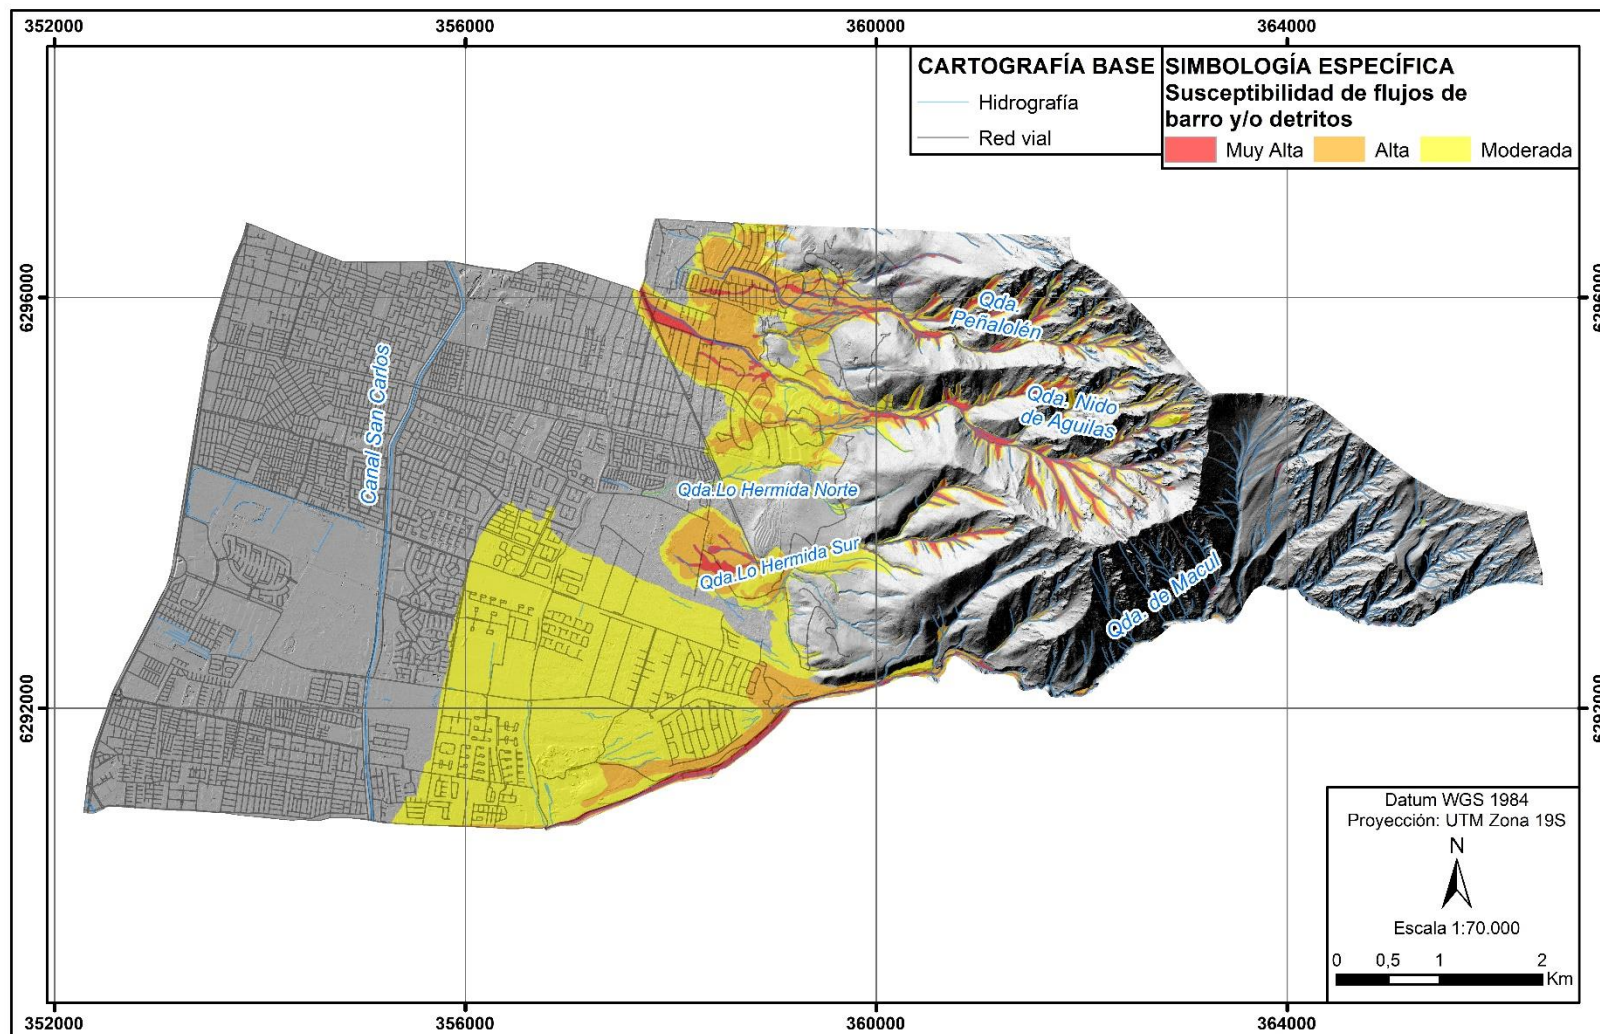 352000
356000
360000
364000
CARTOGRAFÍA BASE
Hidrografía
Red vial
SIMBOLOGÍA ESPECÍFICA
Susceptibilidad de flujos de
barro y/o detritos
Muy Alta
Alta
Moderada
6296000
6296000
Qda.
Peñalolén
Canal San Carlos
Qda. Nido
de Aguilas
Qda.Lo Hermida Norte
Qda.Lo Hermida Sur
Qda. de Macul
6292000
6292000
Datum WGS 1984
Proyección: UTM Zona 19S
N
Escala 1:70.000
0 0,5 1 2
Km
352000
356000
360000
364000